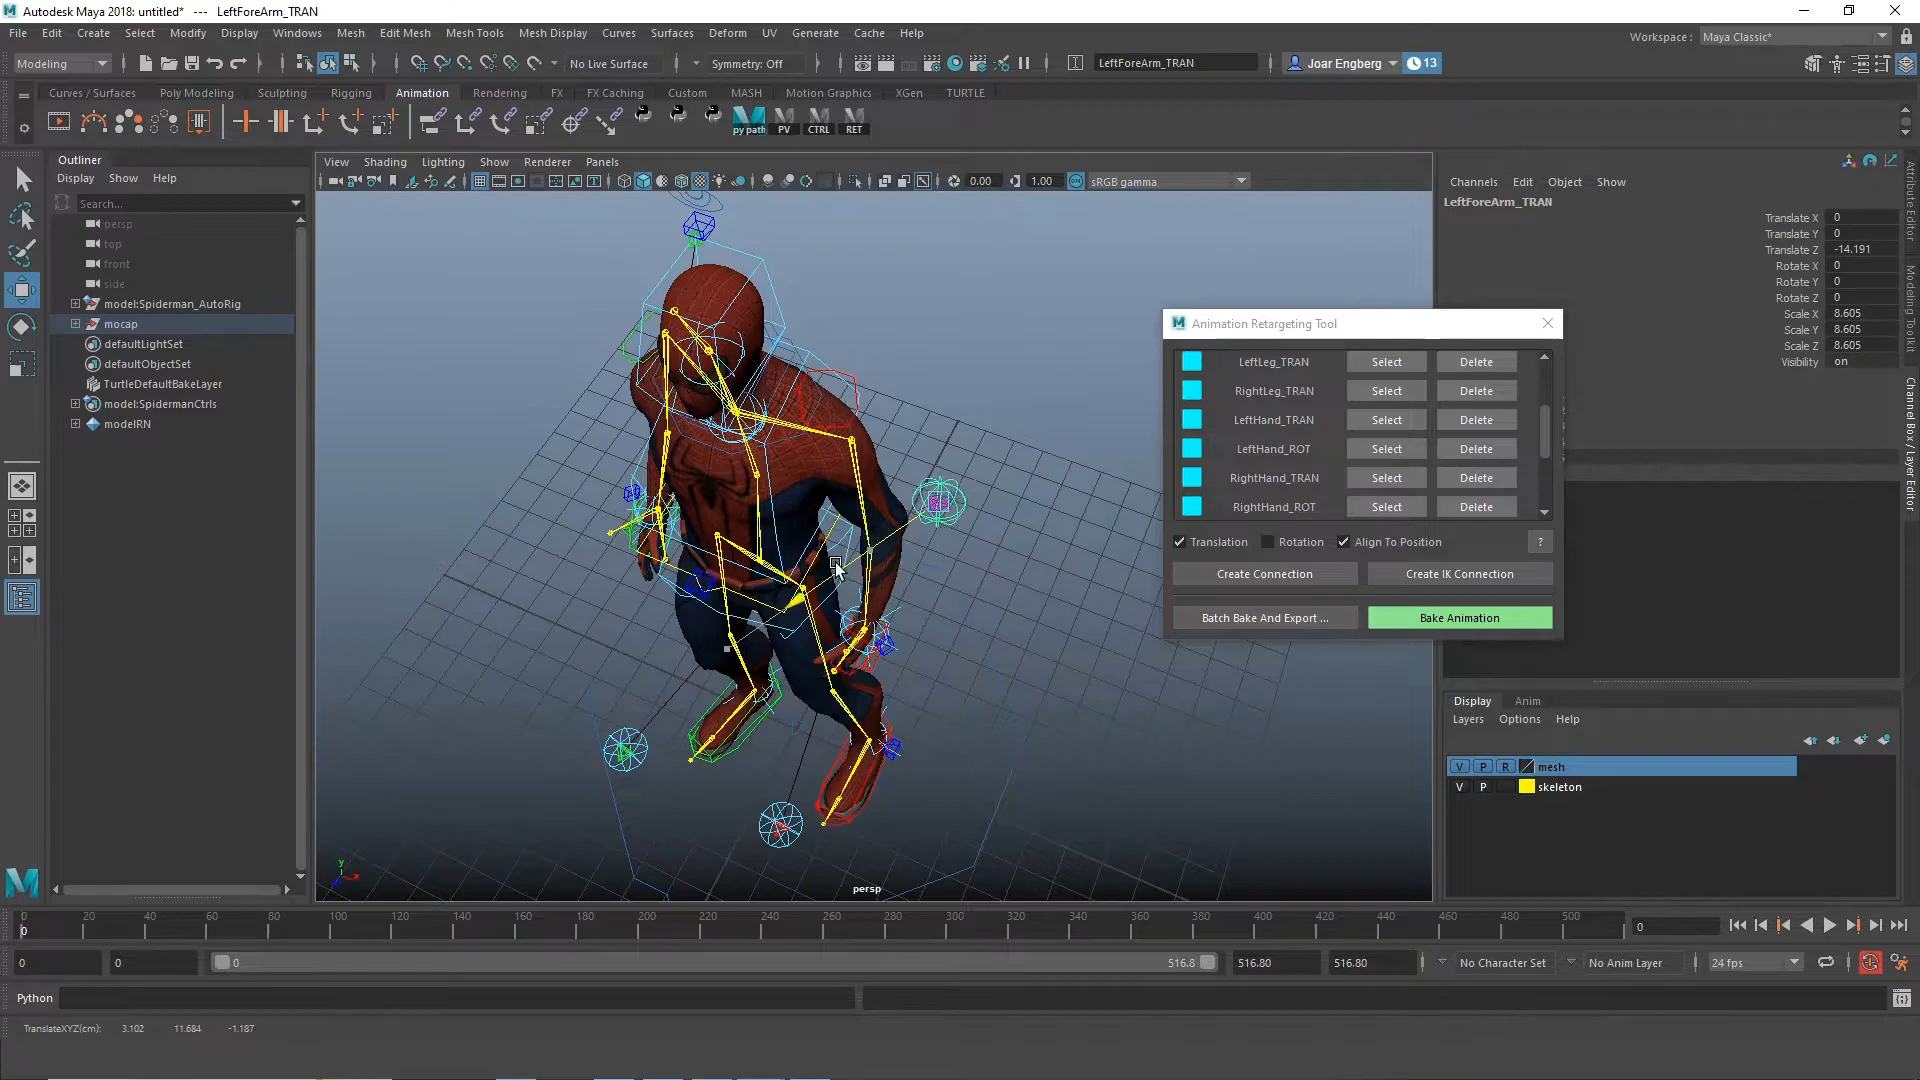 Autodesk Maya 2018: untitled*   ---   LeftForeArm_TRAN
File Edit Create Select Modify Display Windows Mesh Edit Mesh Mesh Tools Mesh Display Curves Surfaces Deform UV Generate Cache Help
Workspace : Maya Classic*
Modeling No Live Surface Symmetry: Off LeftForeArm_TRAN Joar Engberg 13
Curves / Surfaces Poly Modeling Sculpting Rigging Animation Rendering FX FX Caching Custom MASH Motion Graphics XGen TURTLE
py path PV CTRL RET
Outliner
Display Show Help
Search...
persp
top
front
side
model:Spiderman_AutoRig
mocap
defaultLightSet
defaultObjectSet
TurtleDefaultBakeLayer
model:SpidermanCtrls
modelRN
View Shading Lighting Show Renderer Panels
0.00 1.00 sRGB gamma
persp
y
Animation Retargeting Tool
LeftLeg_TRAN Select Delete
RightLeg_TRAN Select Delete
LeftHand_TRAN Select Delete
LeftHand_ROT Select Delete
RightHand_TRAN Select Delete
RightHand_ROT Select Delete
Translation Rotation Align To Position ?
Create Connection Create IK Connection
Batch Bake And Export ... Bake Animation
Channels Edit Object Show
LeftForeArm_TRAN
Translate X 0
Translate Y 0
Translate Z -14.191
Rotate X 0
Rotate Y 0
Rotate Z 0
Scale X 8.605
Scale Y 8.605
Scale Z 8.605
Visibility on
Attribute Editor
Modeling Toolkit
Channel Box / Layer Editor
Display Anim
Layers Options Help
V P R mesh
V P skeleton
0 20 40 60 80 100 120 140 160 180 200 220 240 260 280 300 320 340 360 380 400 420 440 460 480 500
0 0
0 0 0 516.8 516.80 516.80 No Character Set No Anim Layer 24 fps
Python
TranslateXYZ(cm): 3.102 11.684 -1.187